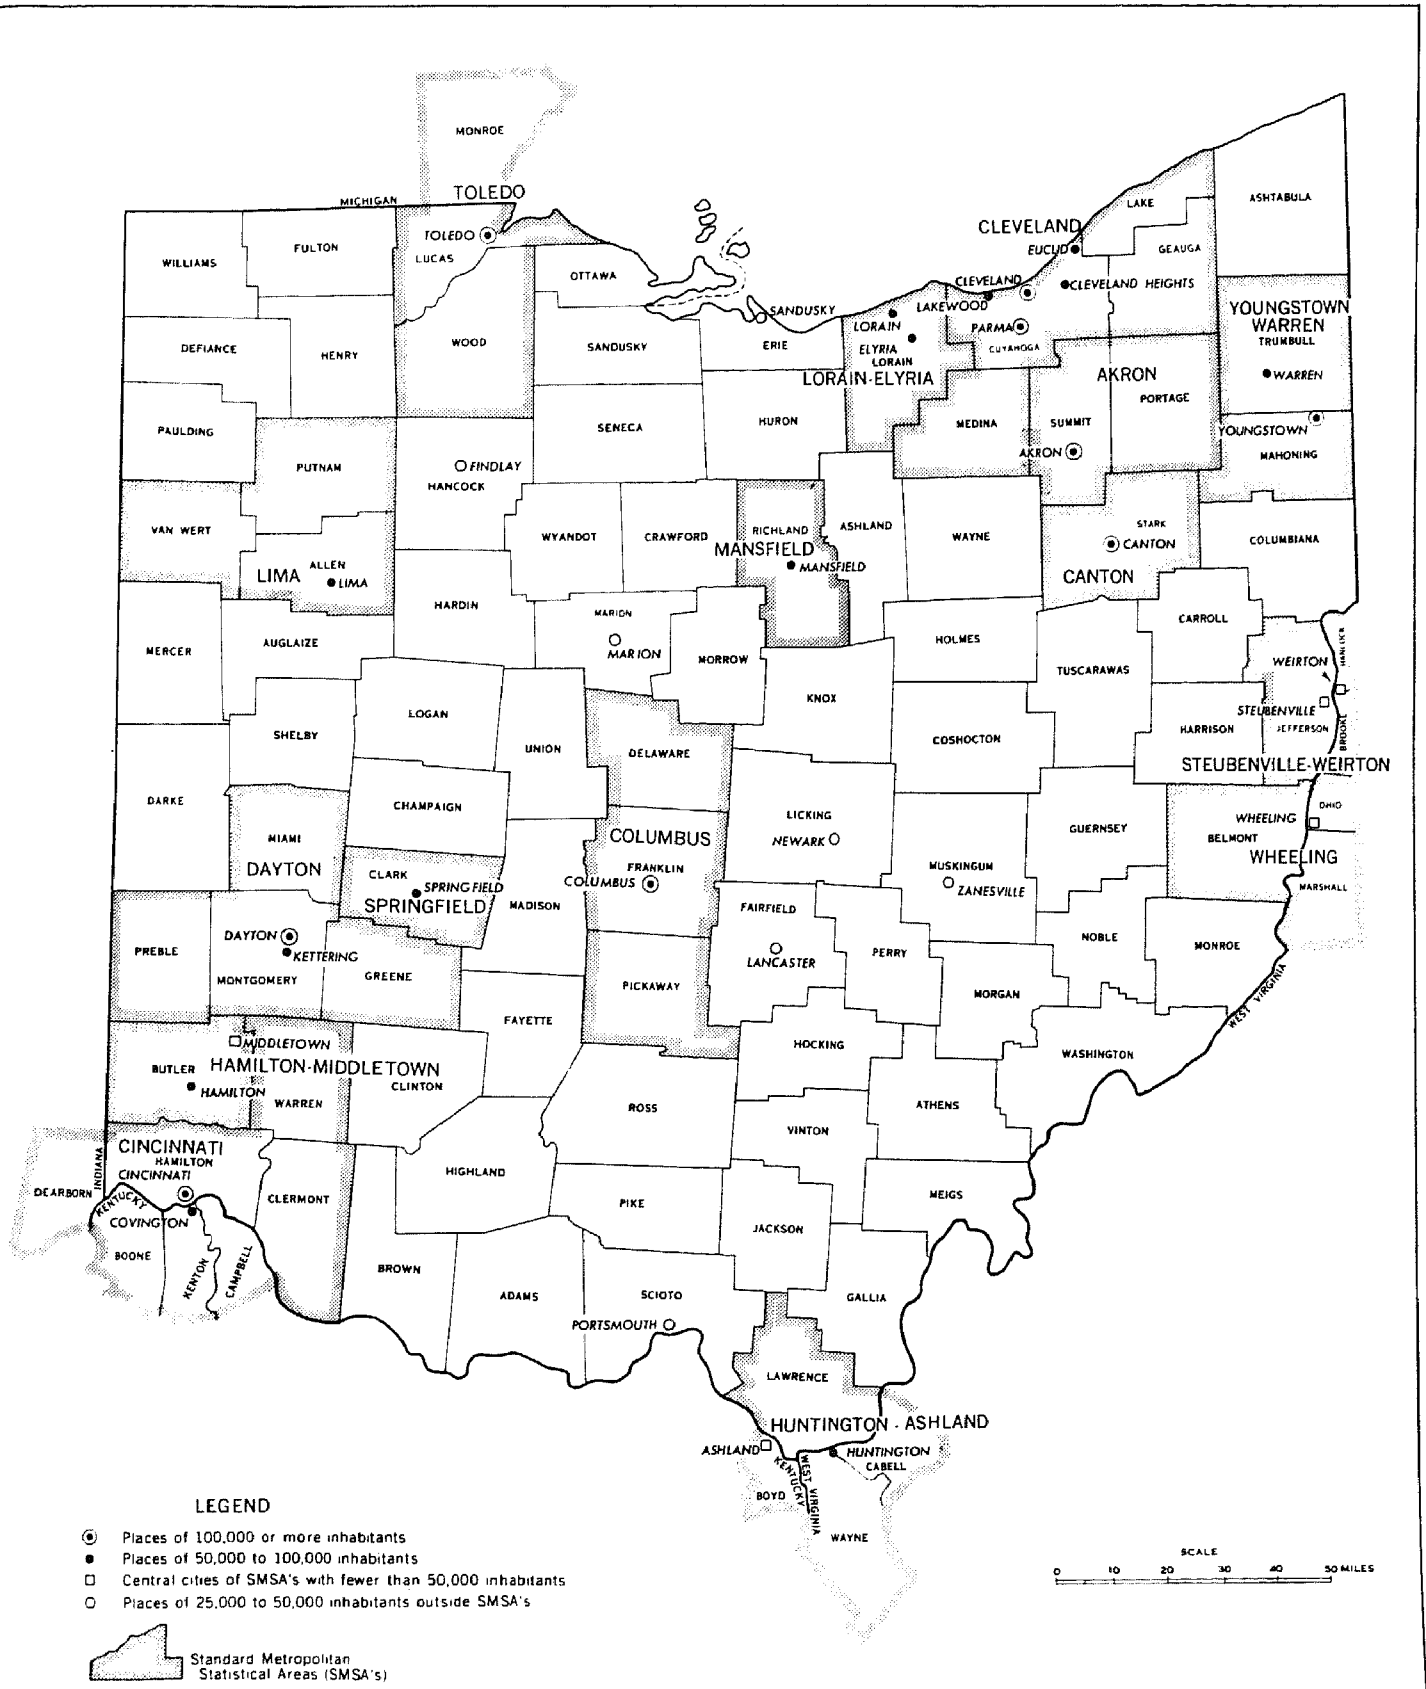 MONROE
TOLEDO
MICHIGAN
LAKE
ASHTABULA
CLEVELAND
TOLEDO
EUCLID
GEAUGA
FULTON
LUCAS
WILLIAMS
OTTAWA
CLEVELAND
CLEVELAND HEIGHTS
LAKEWOOD
SANDUSKY
LORAIN
PARMA
YOUNGSTOWN
WARREN
TRUMBULL
DEFIANCE
HENRY
WOOD
SANDUSKY
ERIE
ELYRIA
LORAIN
CUYAHOGA
LORAIN-ELYRIA
AKRON
WARREN
PORTAGE
PAULDING
SENECA
HURON
MEDINA
SUMMIT
YOUNGSTOWN
AKRON
MAHONING
PUTNAM
FINDLAY
HANCOCK
VAN WERT
WYANDOT
CRAWFORD
RICHLAND
ASHLAND
WAYNE
STARK
MANSFIELD
CANTON
COLUMBIANA
ALLEN
MANSFIELD
LIMA
LIMA
CANTON
HARDIN
MARION
CARROLL
MERCER
AUGLAIZE
MARION
MORROW
HOLMES
HANCOCK
TUSCARAWAS
WEIRTON
KNOX
LOGAN
STEUBENVILLE
SHELBY
UNION
DELAWARE
COSHOCTON
HARRISON
JEFFERSON
BROOKE
STEUBENVILLE-WEIRTON
DARKE
CHAMPAIGN
LICKING
GUERNSEY
OHIO
WHEELING
MIAMI
COLUMBUS
NEWARK
BELMONT
DAYTON
CLARK
FRANKLIN
MUSKINGUM
WHEELING
SPRINGFIELD
COLUMBUS
ZANESVILLE
MARSHALL
SPRINGFIELD
MADISON
FAIRFIELD
DAYTON
NOBLE
PREBLE
KETTERING
LANCASTER
PERRY
MONROE
MONTGOMERY
GREENE
PICKAWAY
MORGAN
WEST VIRGINIA
FAYETTE
MIDDLETOWN
HOCKING
WASHINGTON
BUTLER
HAMILTON-MIDDLETOWN
CLINTON
HAMILTON
WARREN
ROSS
ATHENS
VINTON
CINCINNATI
HAMILTON
CINCINNATI
INDIANA
HIGHLAND
DEARBORN
KENTUCKY
CLERMONT
PIKE
MEIGS
COVINGTON
JACKSON
BOONE
KENTON
CAMPBELL
BROWN
ADAMS
SCIOTO
GALLIA
PORTSMOUTH
LAWRENCE
HUNTINGTON - ASHLAND
ASHLAND
HUNTINGTON
CABELL
KENTUCKY
WEST VIRGINIA
BOYD
WAYNE
LEGEND
Places of 100,000 or more inhabitants
Places of 50,000 to 100,000 inhabitants
Central cities of SMSA's with fewer than 50,000 inhabitants
Places of 25,000 to 50,000 inhabitants outside SMSA's
Standard Metropolitan
Statistical Areas (SMSA's)
SCALE
0 10 20 30 40 50 MILES